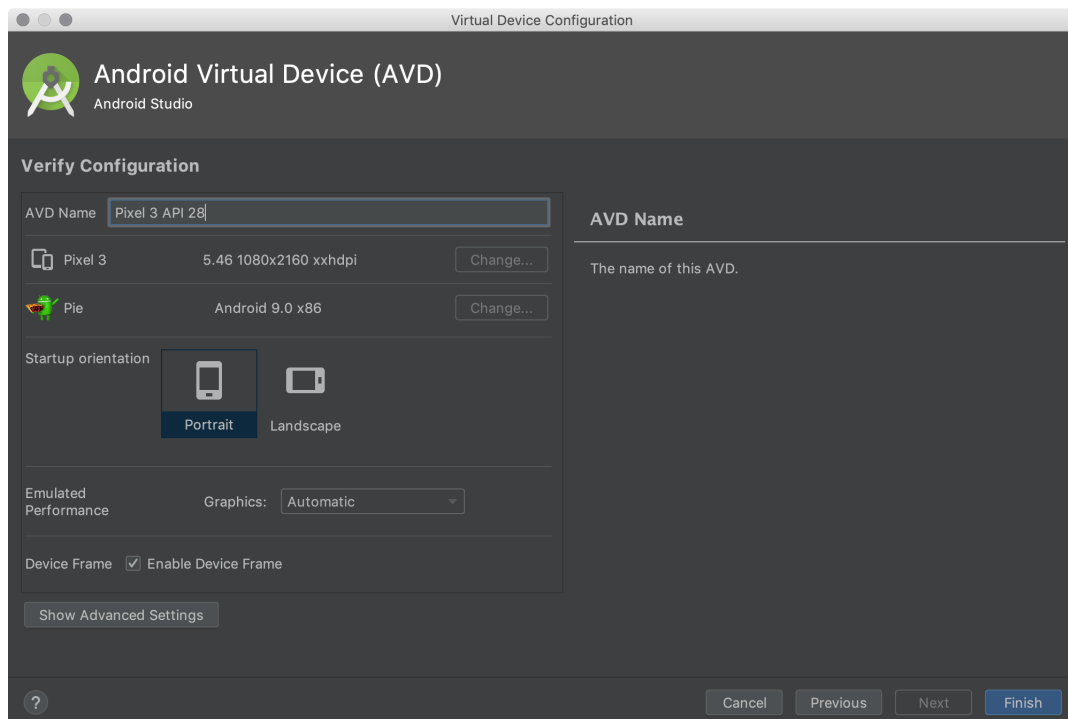 Virtual Device Configuration
Android Virtual Device (AVD)
Android Studio
Verify Configuration
AVD Name Pixel 3 API 28
Pixel 3 5.46 1080x2160 xxhdpi Change...
Pie Android 9.0 x86 Change...
Startup orientation
Portrait
Landscape
Emulated
Performance
Graphics: Automatic
Device Frame Enable Device Frame
Show Advanced Settings
AVD Name
The name of this AVD.
? Cancel Previous Next Finish